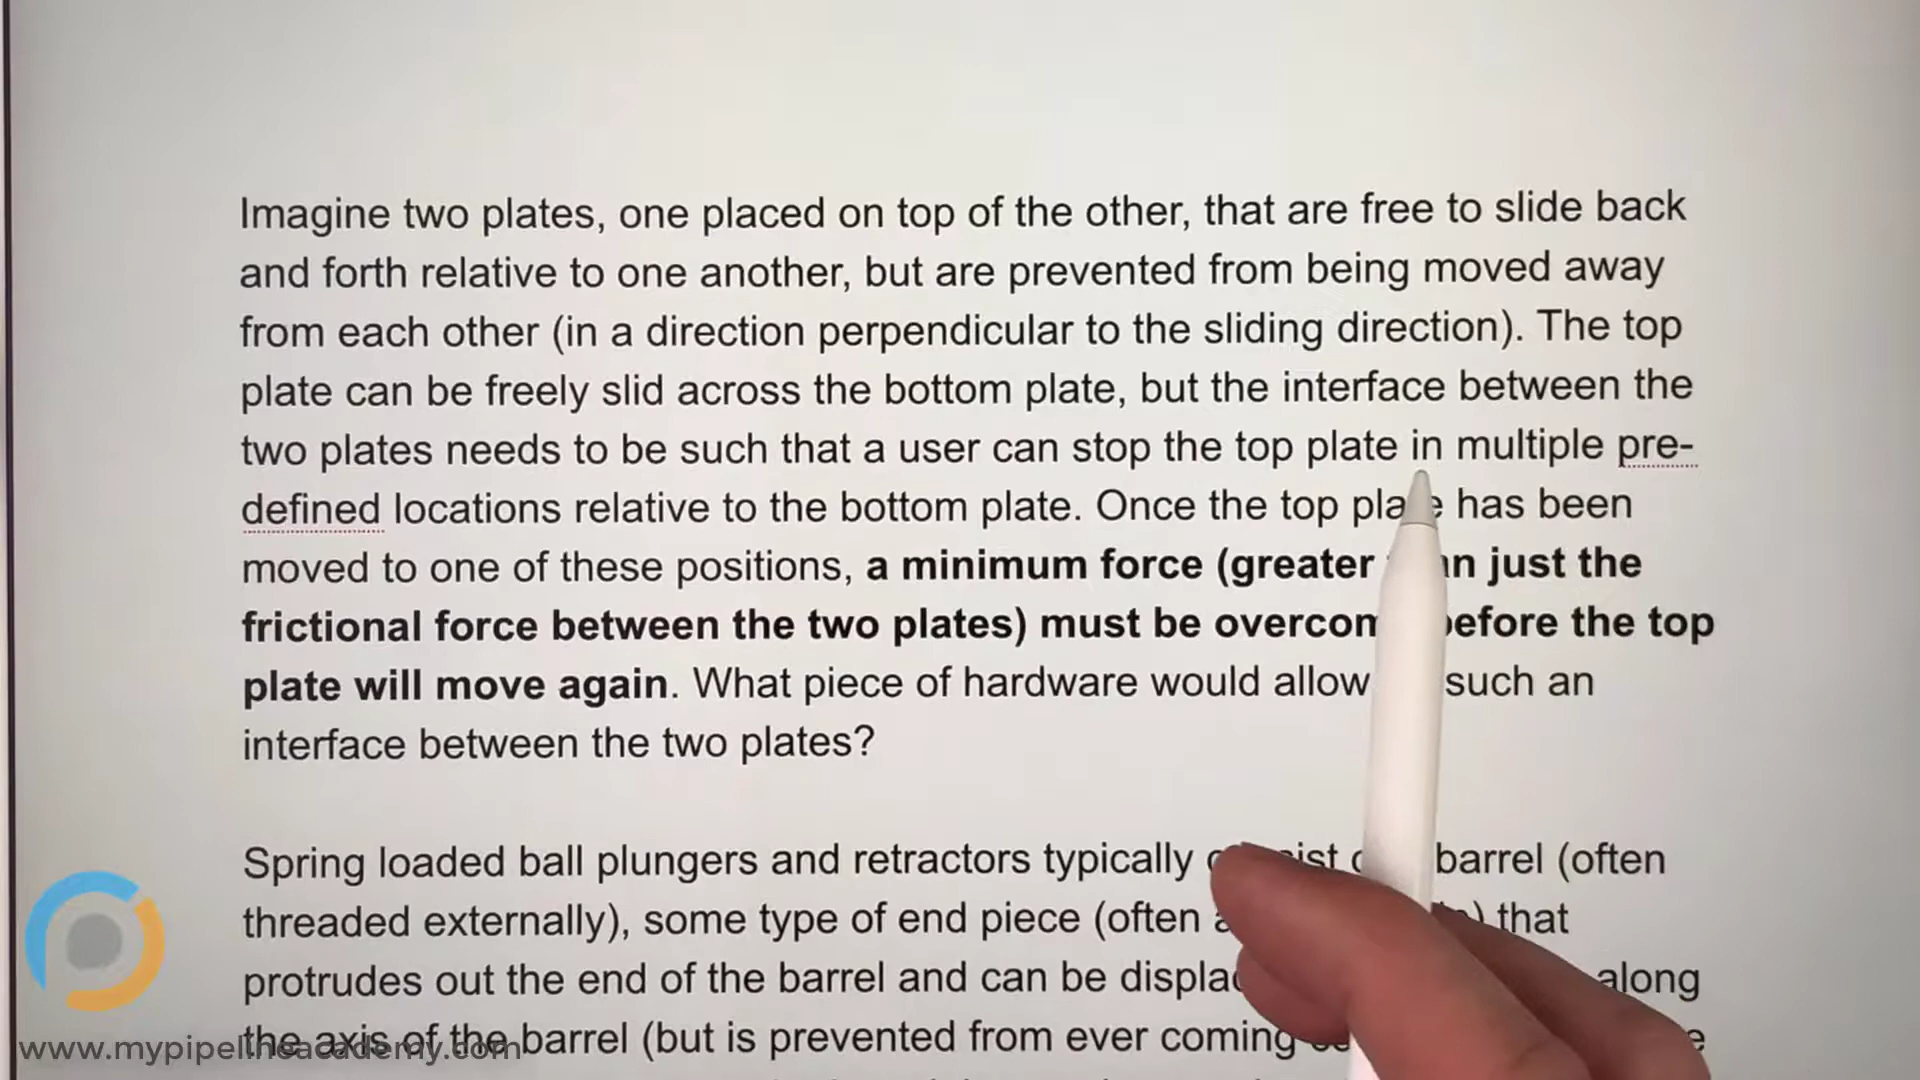 Imagine two plates, one placed on top of the other, that are free to slide back
and forth relative to one another, but are prevented from being moved away
from each other (in a direction perpendicular to the sliding direction). The top
plate can be freely slid across the bottom plate, but the interface between the
two plates needs to be such that a user can stop the top plate in multiple pre-
defined locations relative to the bottom plate. Once the top has been
moved to one of these positions, a minimum force (greater just the
frictional force between the two plates) must be the top
plate will move again. What piece of hardware would allow such an
interface between the two plates?
Spring loaded ball plungers and retractors typically barrel (often
threaded externally), some type of end piece (often that
protrudes out the end of the barrel and can be along
the axis of the barrel (but is prevented from ever coming
www.mypipelineacademy.com